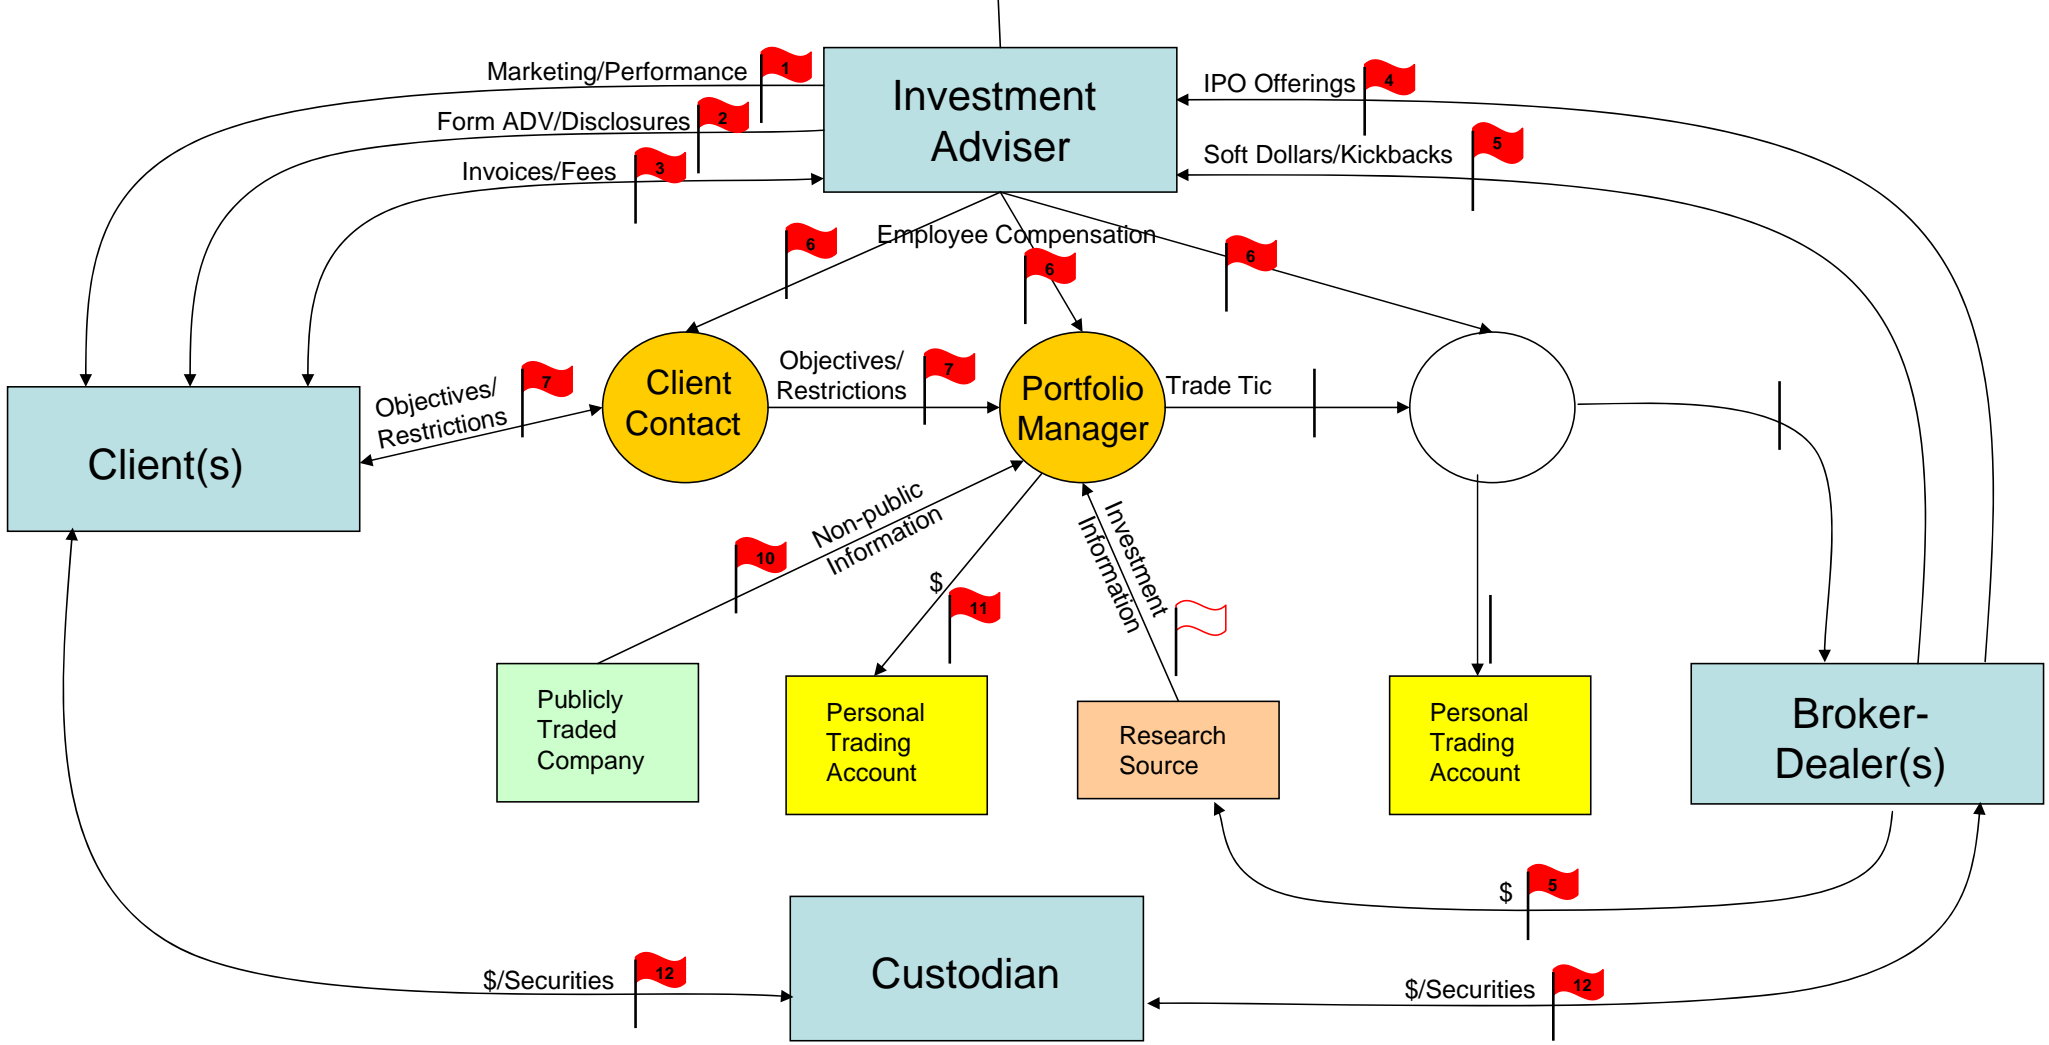 Marketing/Performance
1
Form ADV/Disclosures
2
Invoices/Fees
3
Investment
Adviser
IPO Offerings
4
Soft Dollars/Kickbacks
5
Employee Compensation
6
6
6
Objectives/
Restrictions
7
Client
Contact
Objectives/
Restrictions
7
Portfolio
Manager
Trade Tic
Client(s)
Non-public
Information
10
$
11
Investment
Information
Publicly
Traded
Company
Personal
Trading
Account
Research
Source
Personal
Trading
Account
Broker-
Dealer(s)
$
5
Custodian
$/Securities
12
$/Securities
12